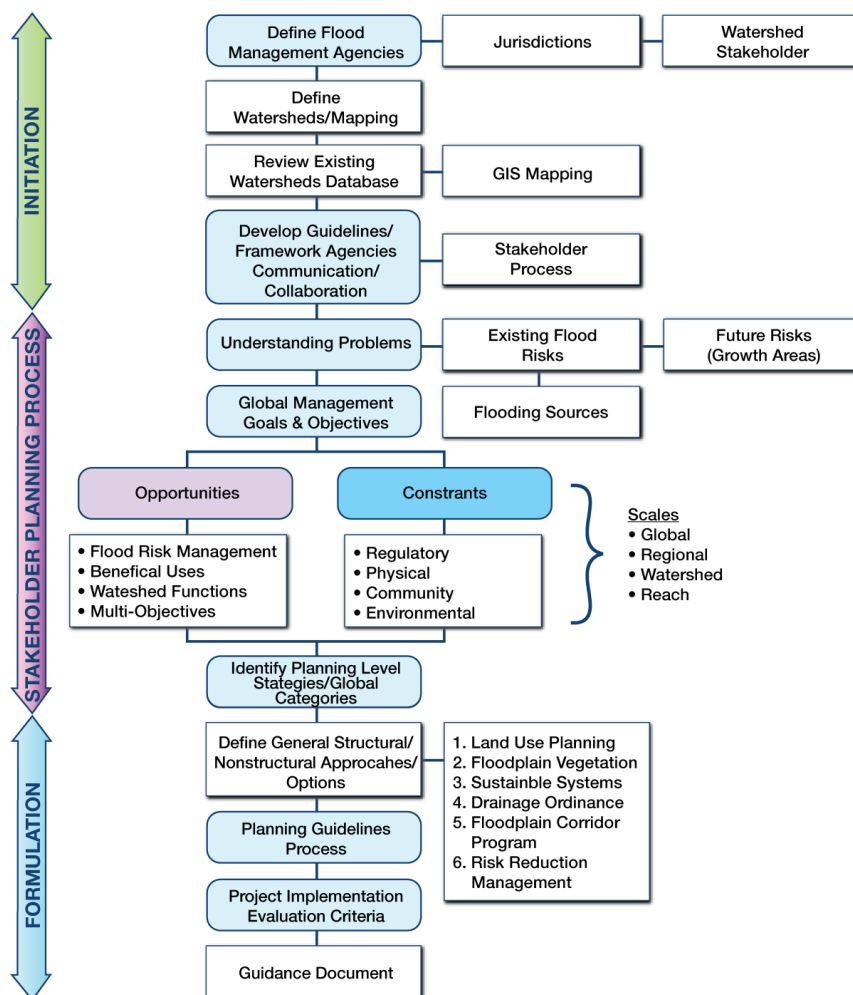 Define Flood
Management Agencies
Jurisdictions
Watershed
Stakeholder
Define
Watersheds/Mapping
Review Existing
Watersheds Database
GIS Mapping
INITIATION
Develop Guidelines/
Framework Agencies
Communication/
Collaboration
Stakeholder
Process
Understanding Problems
Existing Flood
Risks
Future Risks
(Growth Areas)
Global Management
Goals & Objectives
Flooding Sources
STAKEHOLDER PLANNING PROCESS
Opportunities
Constrants
• Flood Risk Management
• Benefical Uses
• Wateshed Functions
• Multi-Objectives
• Regulatory
• Physical
• Community
• Environmental
Scales
• Global
• Regional
• Watershed
• Reach
Identify Planning Level
Stategies/Global
Categories
FORMULATION
Define General Structural/
Nonstructural Approcahes/
Options
1. Land Use Planning
2. Floodplain Vegetation
3. Sustainble Systems
4. Drainage Ordinance
5. Floodplain Corridor
Program
6. Risk Reduction
Management
Planning Guidelines
Process
Project Implementation
Evaluation Criteria
Guidance Document